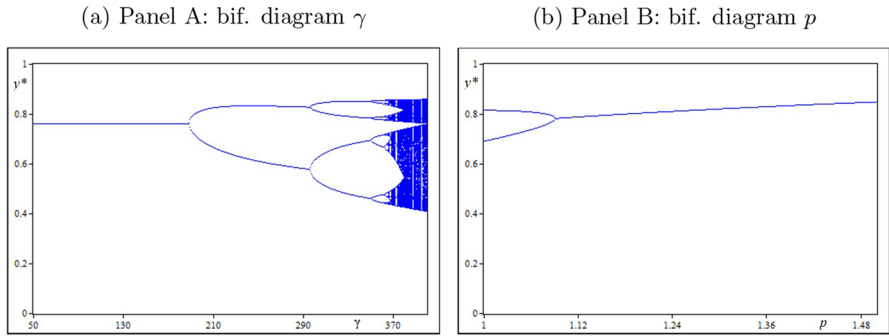 (a) Panel A: bif. diagram γ
(b) Panel B: bif. diagram p
1
y*
0.8
0.6
0.4
0.2
0
50 130 210 290 γ 370
1
y*
0.8
0.6
0.4
0.2
0
1 1.12 1.24 1.36 p 1.48